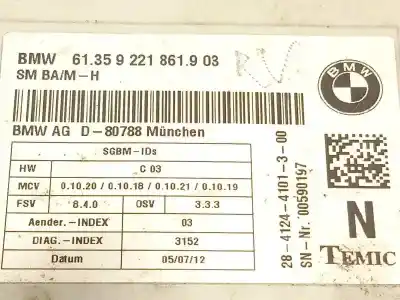 BMW 61.35 9 221 861.9 03
SM BA/M-H
BMW
BMW AG D-80788 München
SGBM-IDs
HW C 03
MCV 0.10.20 / 0.10.18 / 0.10.21 / 0.10.19
FSV 8.4.0 OSV 3.3.3
Aender.-INDEX 03
DIAG.-INDEX 3152
Datum 05/07/12
28-4124-4101-3-00
SN-Nr. 00590197
N
TEMIC